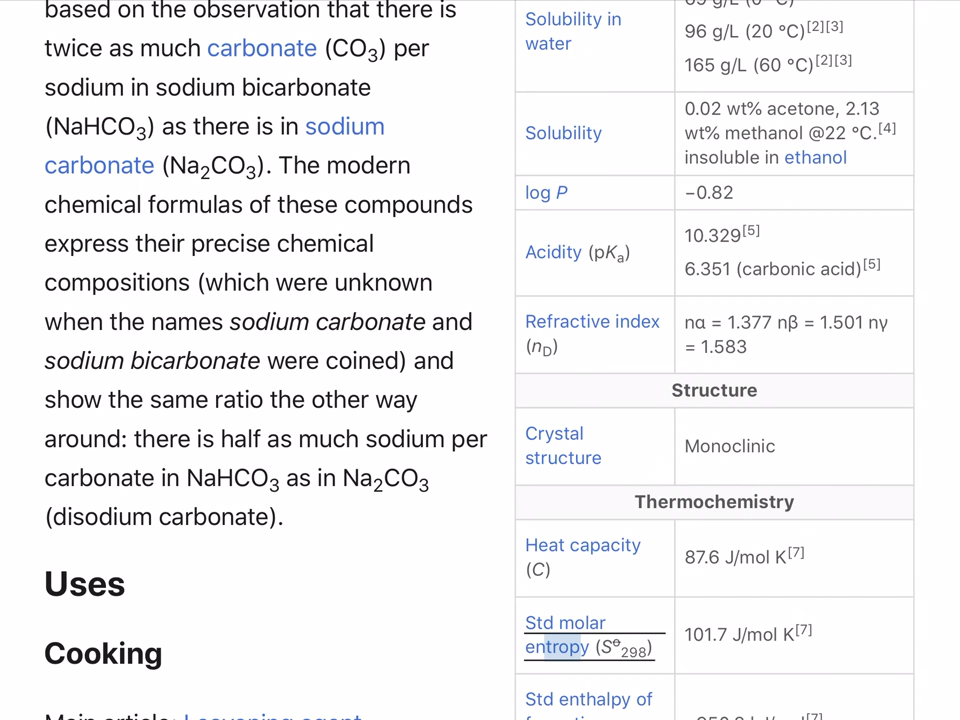 based on the observation that there is
twice as much carbonate (CO₃) per
sodium in sodium bicarbonate
(NaHCO₃) as there is in sodium
carbonate (Na₂CO₃). The modern
chemical formulas of these compounds
express their precise chemical
compositions (which were unknown
when the names sodium carbonate and
sodium bicarbonate were coined) and
show the same ratio the other way
around: there is half as much sodium per
carbonate in NaHCO₃ as in Na₂CO₃
(disodium carbonate).
Uses
Cooking
Solubility in
water
96 g/L (20 °C)[2][3]
165 g/L (60 °C)[2][3]
Solubility
0.02 wt% acetone, 2.13
wt% methanol @22 °C.[4]
insoluble in ethanol
log P
−0.82
Acidity (pKₐ)
10.329[5]
6.351 (carbonic acid)[5]
Refractive index
(nD)
nα = 1.377 nβ = 1.501 nγ
= 1.583
Structure
Crystal
structure
Monoclinic
Thermochemistry
Heat capacity
(C)
87.6 J/mol K[7]
Std molar
entropy (S⦵₂₉₈)
101.7 J/mol K[7]
Std enthalpy of